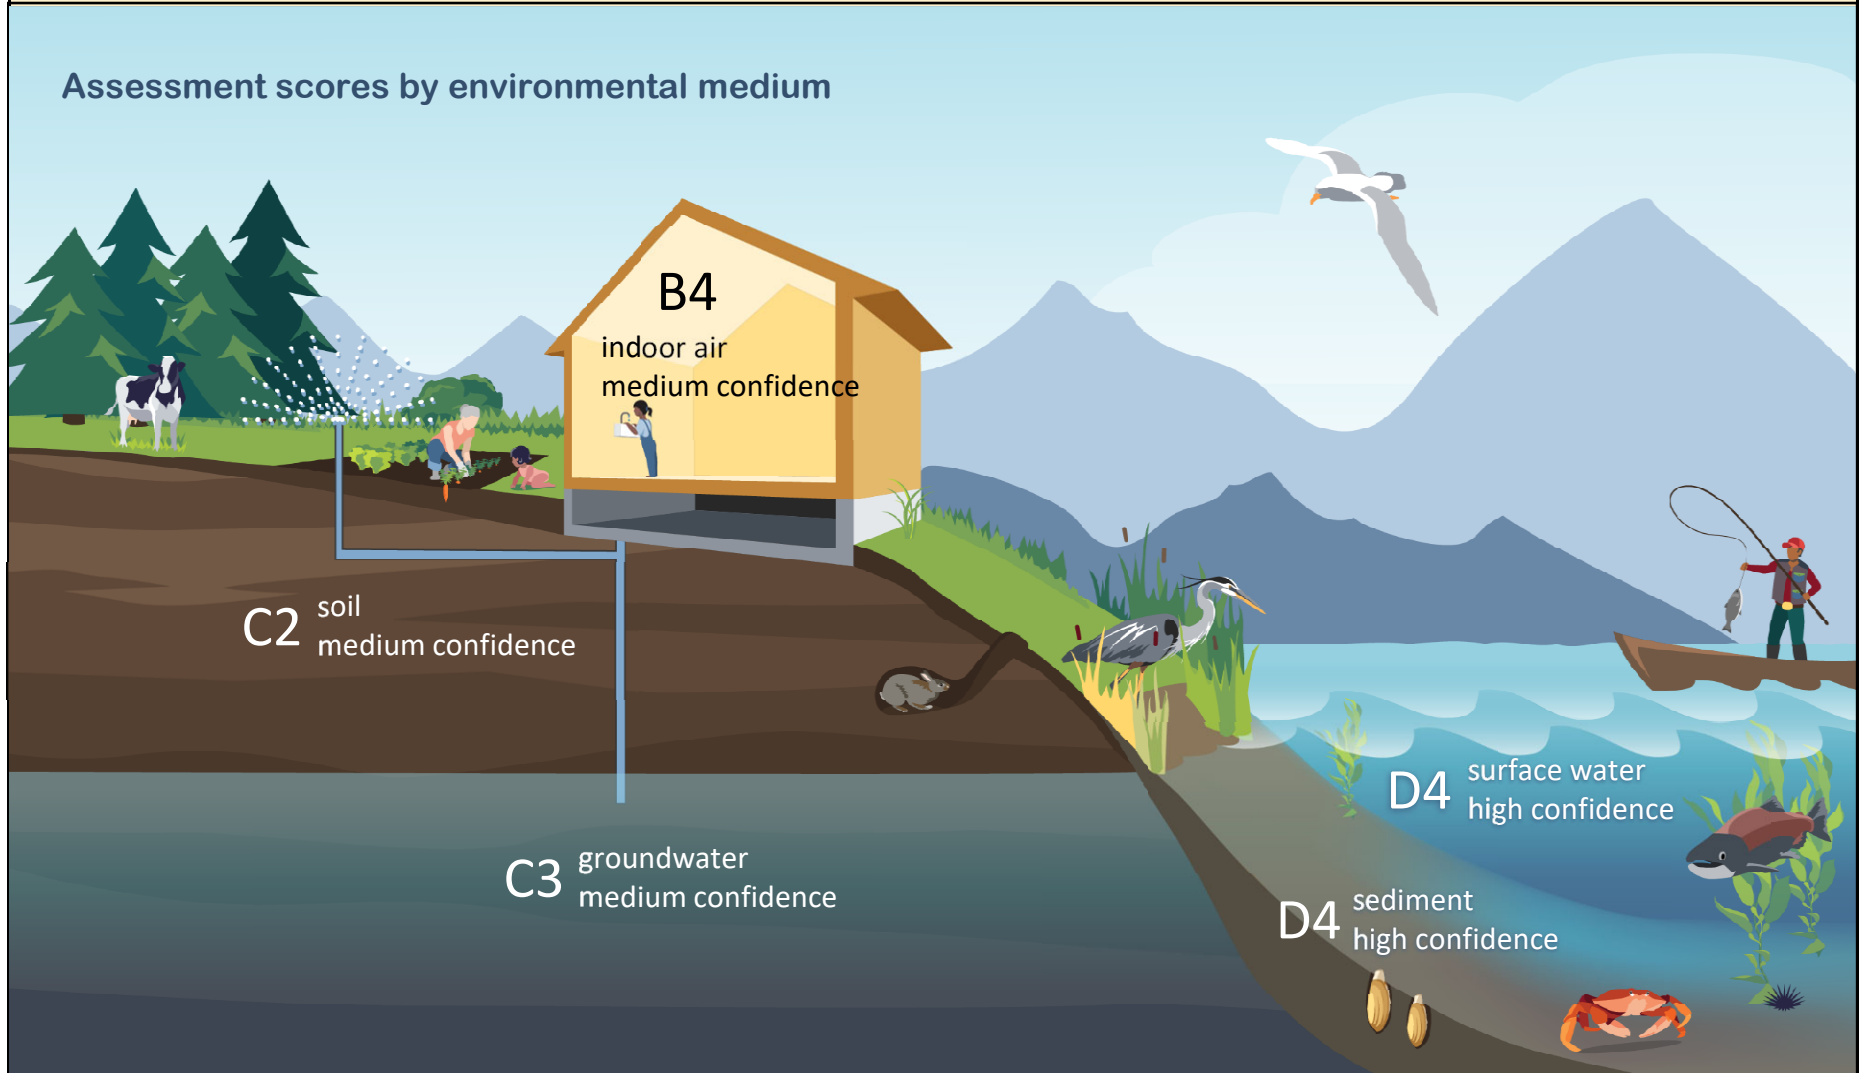 Assessment scores by environmental medium
B4
indoor air
medium confidence
C2
soil
medium confidence
C3
groundwater
medium confidence
D4
surface water
high confidence
D4
sediment
high confidence